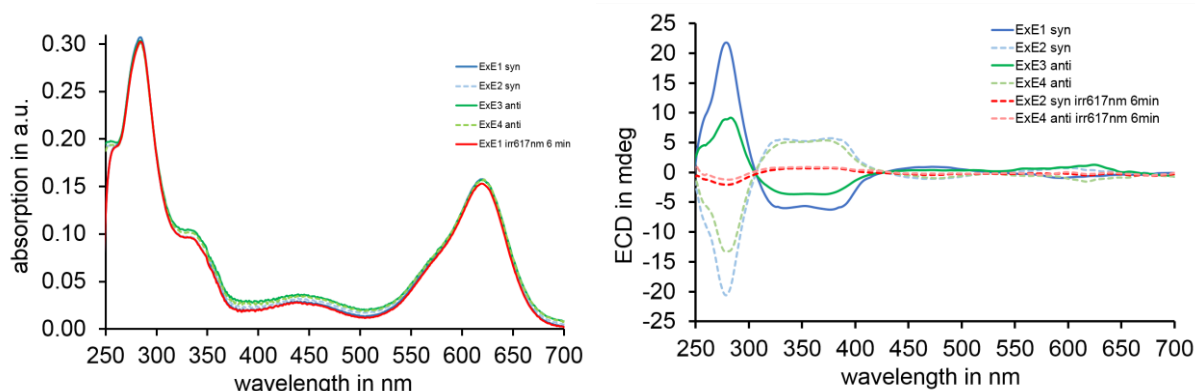 absorption in a.u.
0.30
0.25
0.20
0.15
0.10
0.05
0.00
250 300 350 400 450 500 550 600 650 700
wavelength in nm
ExE1 syn
ExE2 syn
ExE3 anti
ExE4 anti
ExE1 irr617nm 6 min
ECD in mdeg
25
20
15
10
5
0
-5
-10
-15
-20
-25
250 300 350 400 450 500 550 600 650 700
wavelength in nm
ExE1 syn
ExE2 syn
ExE3 anti
ExE4 anti
ExE2 syn irr617nm 6min
ExE4 anti irr617nm 6min